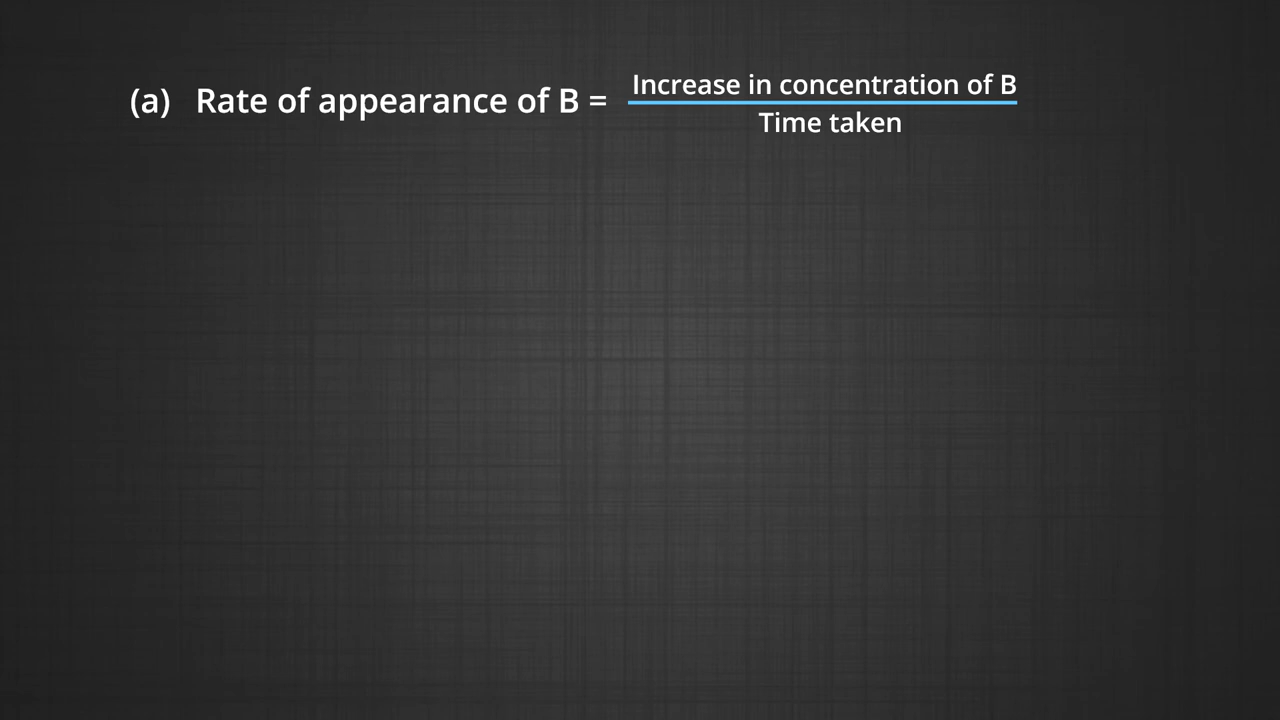 (a) Rate of appearance of B =
Increase in concentration of B
Time taken